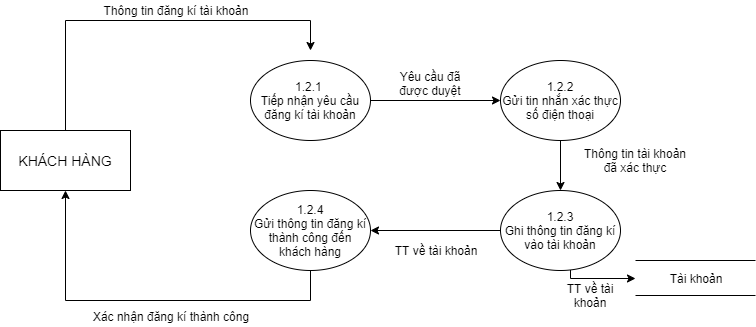 Thông tin đăng kí tài khoản
1.2.1
Tiếp nhận yêu cầu
đăng kí tài khoản
Yêu cầu đã
được duyệt
1.2.2
Gửi tin nhắn xác thực
số điện thoại
KHÁCH HÀNG
Thông tin tài khoản
đã xác thực
1.2.4
Gửi thông tin đăng kí
thành công đến
khách hàng
TT về tài khoản
1.2.3
Ghi thông tin đăng kí
vào tài khoản
TT về tài
khoản
Tài khoản
Xác nhận đăng kí thành công